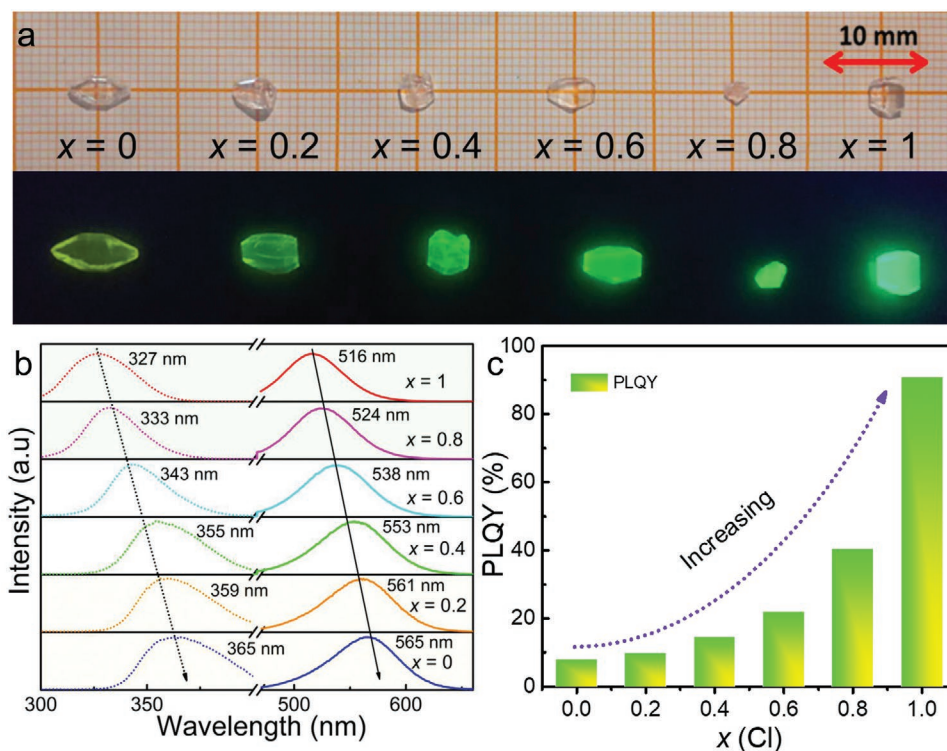 a
10 mm
x = 0
x = 0.2
x = 0.4
x = 0.6
x = 0.8
x = 1
b
327 nm
516 nm
x = 1
333 nm
524 nm
x = 0.8
343 nm
538 nm
x = 0.6
355 nm
553 nm
x = 0.4
359 nm
561 nm
x = 0.2
365 nm
565 nm
x = 0
Intensity (a.u)
300
350
500
550
600
Wavelength (nm)
c
100
80
60
40
20
10
0
PLQY (%)
PLQY
Increasing
0.0
0.2
0.4
0.6
0.8
1.0
x (Cl)